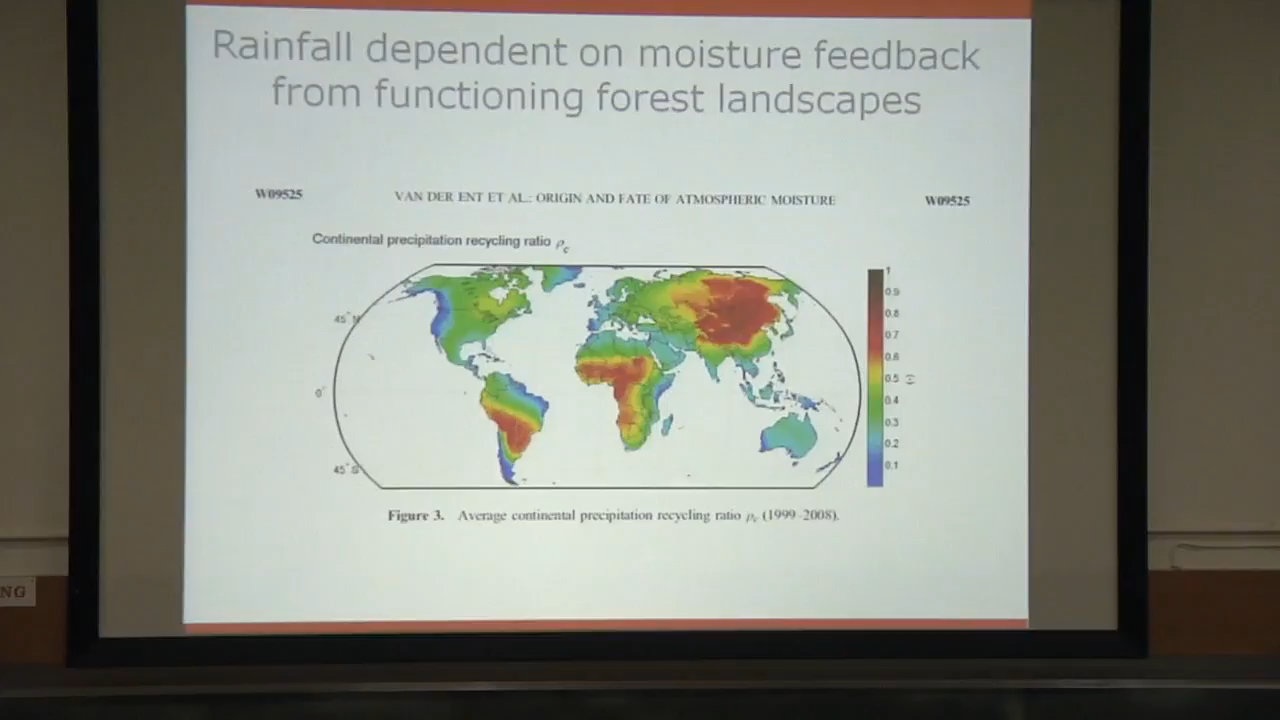 Rainfall dependent on moisture feedback
from functioning forest landscapes
W09525 VAN DER ENT ET AL.: ORIGIN AND FATE OF ATMOSPHERIC MOISTURE W09525
Continental precipitation recycling ratio ρc
1
0.9
0.8
0.7
0.6
0.5
0.4
0.3
0.2
0.1
45°N
0°
45°S
Figure 3. Average continental precipitation recycling ratio ρc (1999–2008).
NG